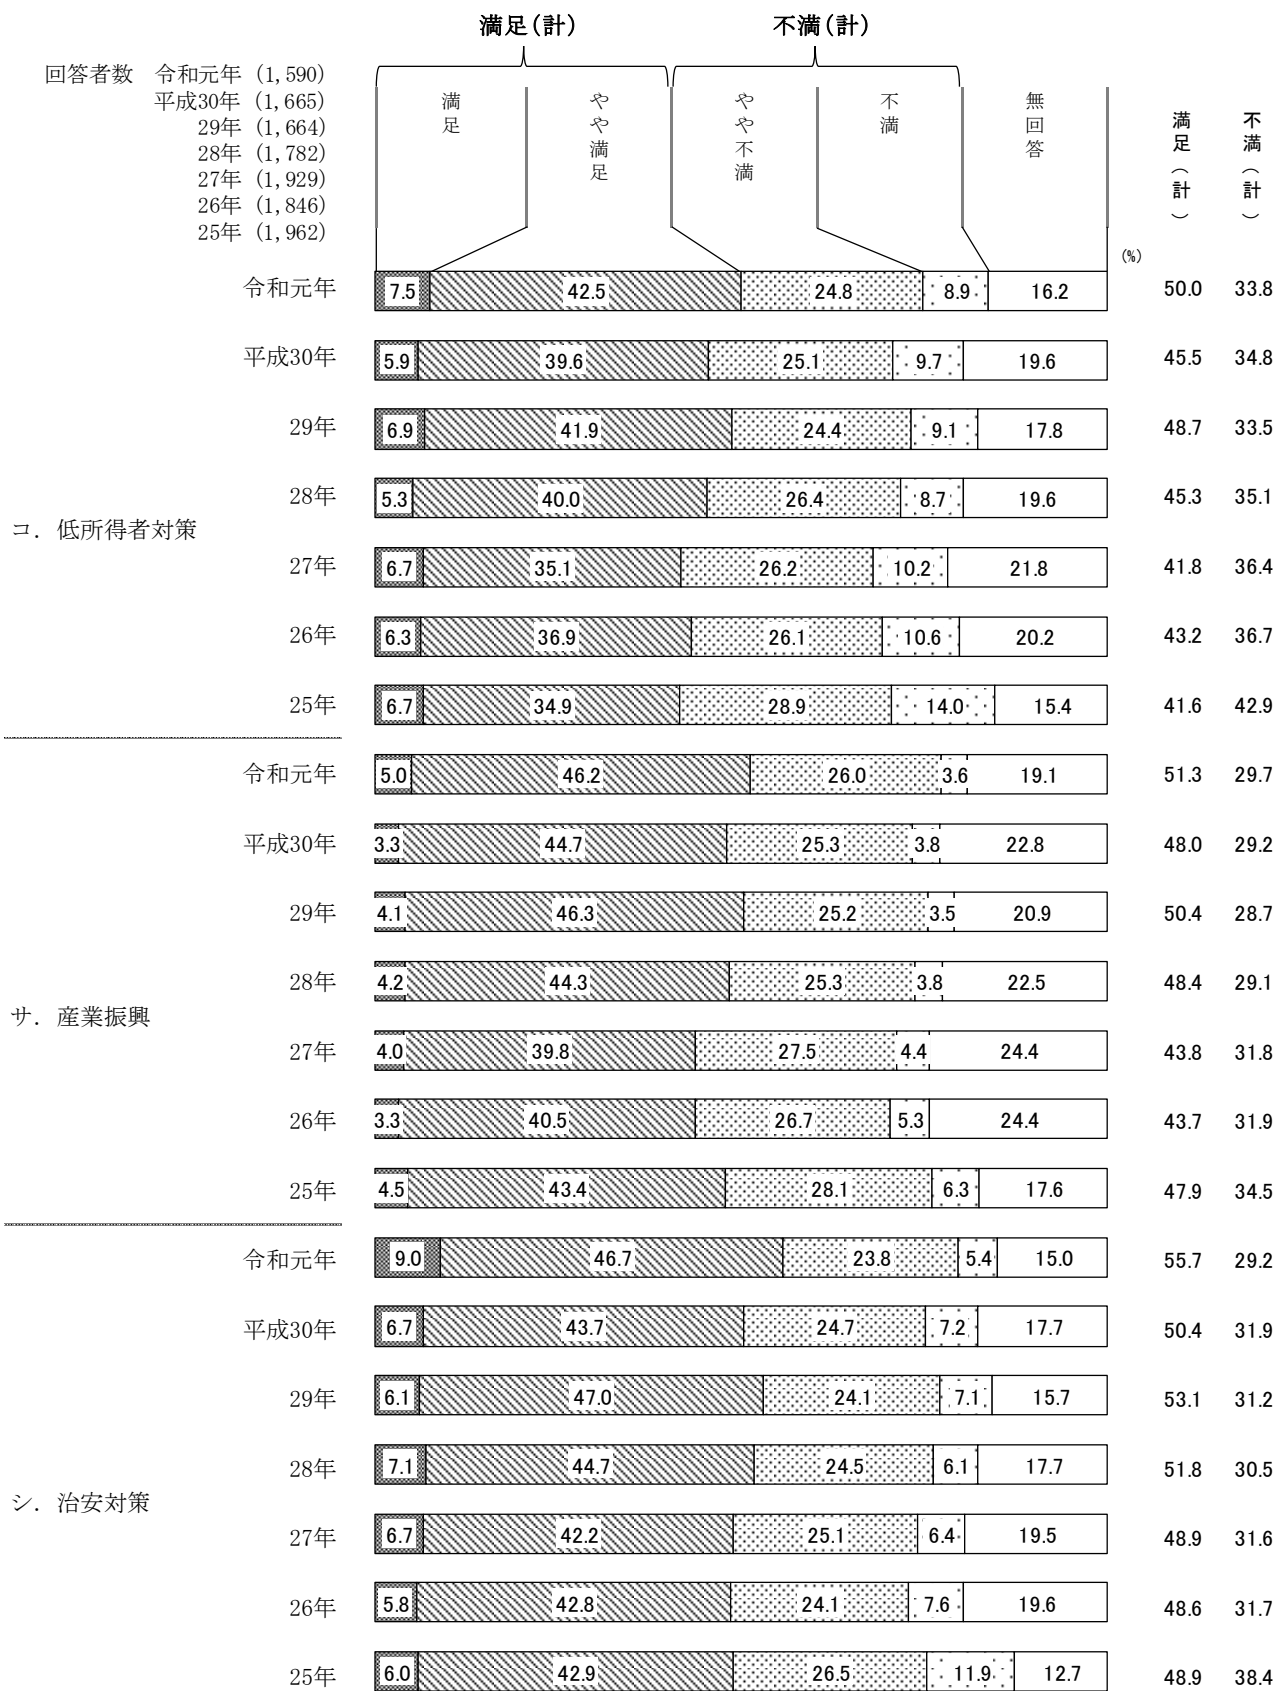 満足(計) 不満(計)
回答者数 令和元年 (1,590)
平成30年 (1,665)
29年 (1,664)
28年 (1,782)
27年 (1,929)
26年 (1,846)
25年 (1,962)
満足 やや満足 やや不満 不満 無回答 満足(計) 不満(計)
(%)
令和元年 7.5 42.5 24.8 8.9 16.2 50.0 33.8
平成30年 5.9 39.6 25.1 9.7 19.6 45.5 34.8
29年 6.9 41.9 24.4 9.1 17.8 48.7 33.5
28年 5.3 40.0 26.4 8.7 19.6 45.3 35.1
コ. 低所得者対策
27年 6.7 35.1 26.2 10.2 21.8 41.8 36.4
26年 6.3 36.9 26.1 10.6 20.2 43.2 36.7
25年 6.7 34.9 28.9 14.0 15.4 41.6 42.9
令和元年 5.0 46.2 26.0 3.6 19.1 51.3 29.7
平成30年 3.3 44.7 25.3 3.8 22.8 48.0 29.2
29年 4.1 46.3 25.2 3.5 20.9 50.4 28.7
28年 4.2 44.3 25.3 3.8 22.5 48.4 29.1
サ. 産業振興
27年 4.0 39.8 27.5 4.4 24.4 43.8 31.8
26年 3.3 40.5 26.7 5.3 24.4 43.7 31.9
25年 4.5 43.4 28.1 6.3 17.6 47.9 34.5
令和元年 9.0 46.7 23.8 5.4 15.0 55.7 29.2
平成30年 6.7 43.7 24.7 7.2 17.7 50.4 31.9
29年 6.1 47.0 24.1 7.1 15.7 53.1 31.2
28年 7.1 44.7 24.5 6.1 17.7 51.8 30.5
シ. 治安対策
27年 6.7 42.2 25.1 6.4 19.5 48.9 31.6
26年 5.8 42.8 24.1 7.6 19.6 48.6 31.7
25年 6.0 42.9 26.5 11.9 12.7 48.9 38.4